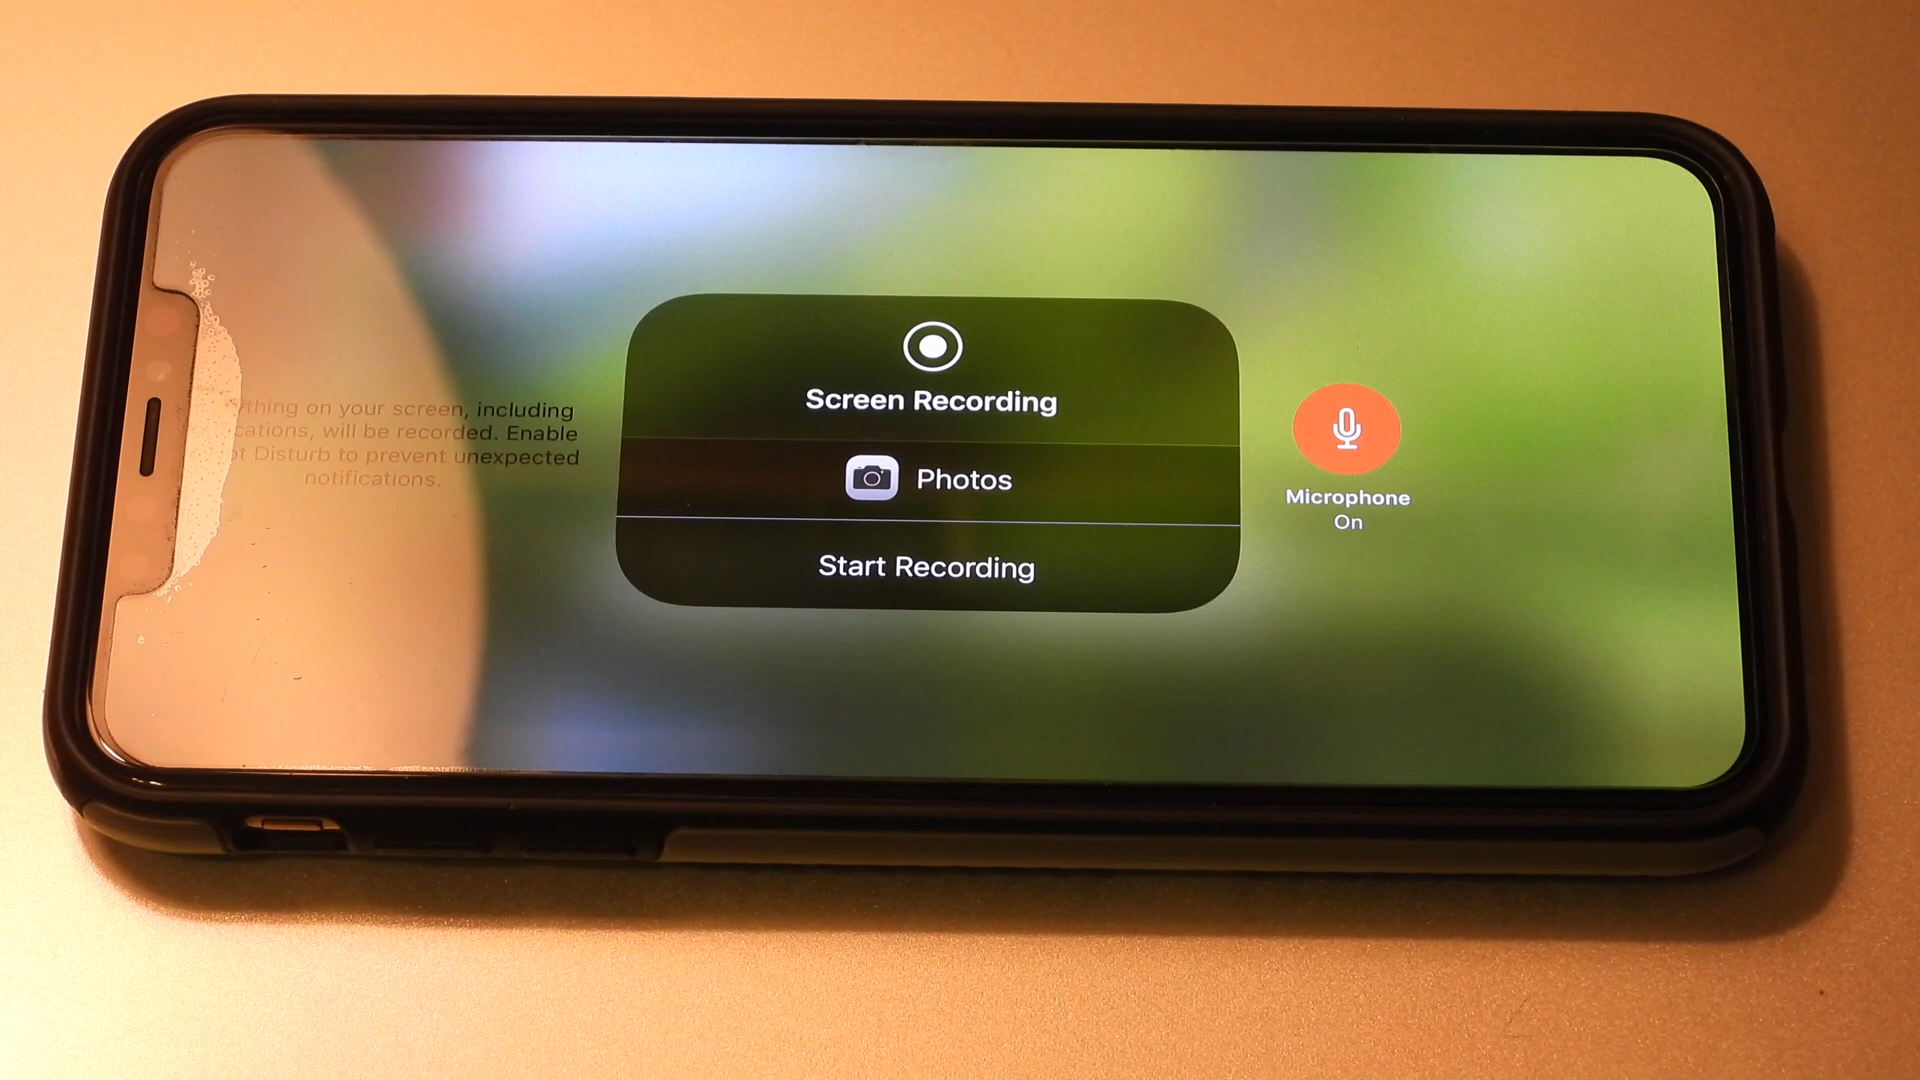 thing on your screen, including
cations, will be recorded. Enable
ot Disturb to prevent unexpected
notifications.
Screen Recording
Photos
Start Recording
Microphone
On